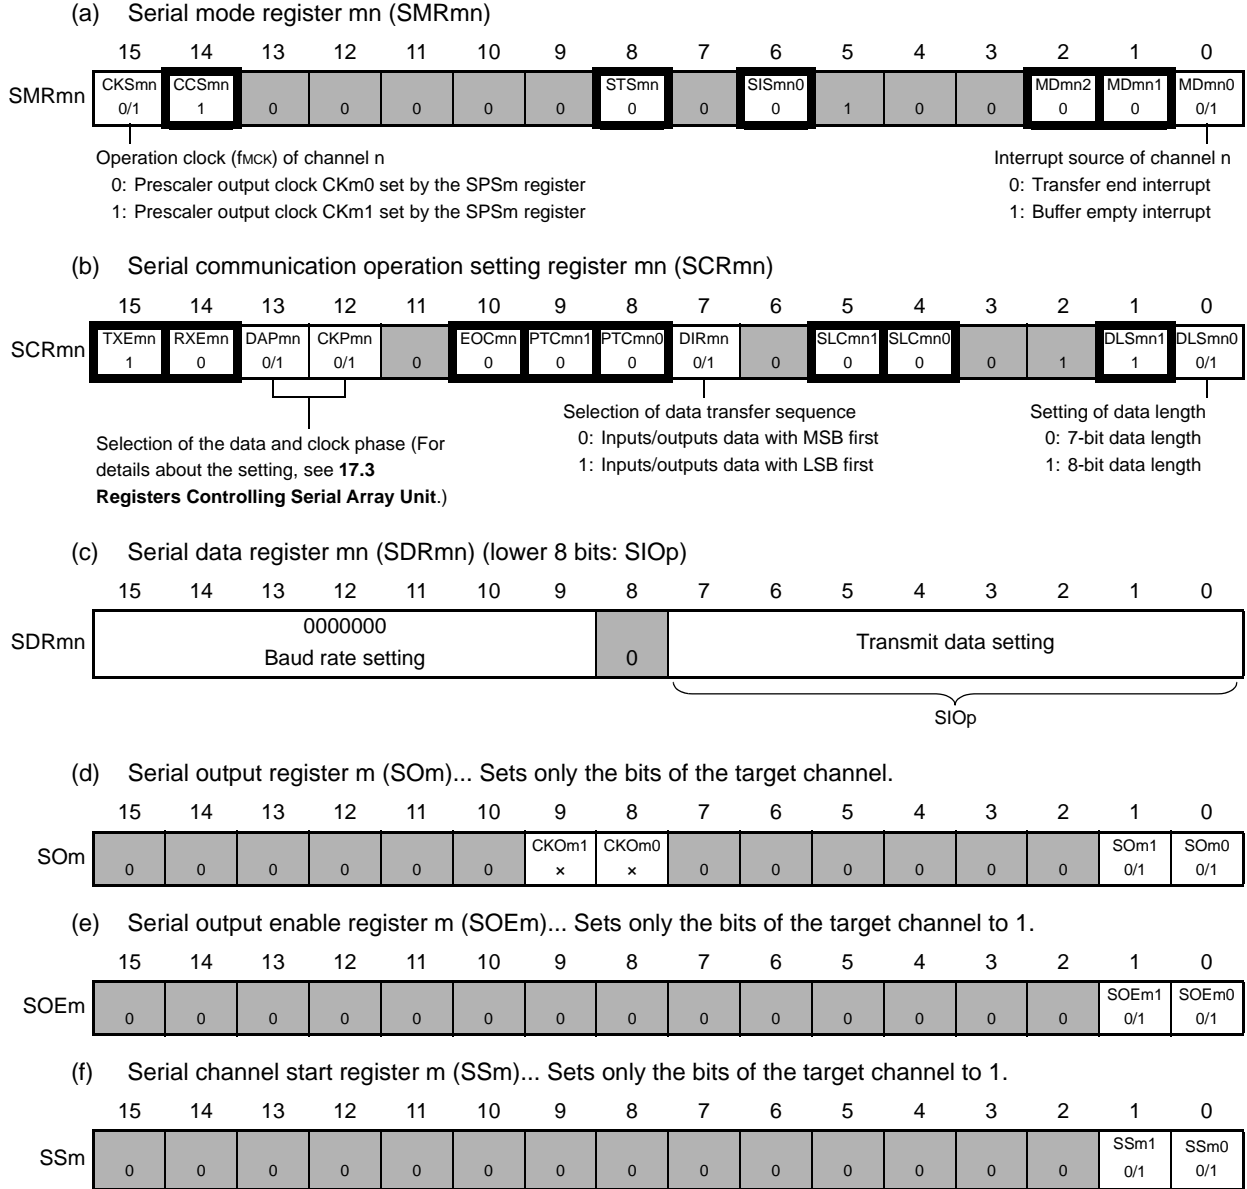 (a) Serial mode register mn (SMRmn)
15 14 13 12 11 10 9 8 7 6 5 4 3 2 1 0
SMRmn CKSmn CCSmn STSmn SISmn0 MDmn2 MDmn1 MDmn0
0/1 1 0 0 0 0 0 0 0 0 1 0 0 0 0 0/1
Operation clock (fMCK) of channel n
0: Prescaler output clock CKm0 set by the SPSm register
1: Prescaler output clock CKm1 set by the SPSm register
Interrupt source of channel n
0: Transfer end interrupt
1: Buffer empty interrupt
(b) Serial communication operation setting register mn (SCRmn)
15 14 13 12 11 10 9 8 7 6 5 4 3 2 1 0
SCRmn TXEmn RXEmn DAPmn CKPmn EOCmn PTCmn1 PTCmn0 DIRmn SLCmn1 SLCmn0 DLSmn1 DLSmn0
1 0 0/1 0/1 0 0 0 0 0/1 0 0 0 0 1 1 0/1
Selection of the data and clock phase (For
details about the setting, see 17.3
Registers Controlling Serial Array Unit.)
Selection of data transfer sequence
0: Inputs/outputs data with MSB first
1: Inputs/outputs data with LSB first
Setting of data length
0: 7-bit data length
1: 8-bit data length
(c) Serial data register mn (SDRmn) (lower 8 bits: SIOp)
15 14 13 12 11 10 9 8 7 6 5 4 3 2 1 0
SDRmn 0000000
Baud rate setting 0 Transmit data setting
SIOp
(d) Serial output register m (SOm)... Sets only the bits of the target channel.
15 14 13 12 11 10 9 8 7 6 5 4 3 2 1 0
SOm CKOm1 CKOm0 SOm1 SOm0
0 0 0 0 0 0 × × 0 0 0 0 0 0 0/1 0/1
(e) Serial output enable register m (SOEm)... Sets only the bits of the target channel to 1.
15 14 13 12 11 10 9 8 7 6 5 4 3 2 1 0
SOEm SOEm1 SOEm0
0 0 0 0 0 0 0 0 0 0 0 0 0 0 0/1 0/1
(f) Serial channel start register m (SSm)... Sets only the bits of the target channel to 1.
15 14 13 12 11 10 9 8 7 6 5 4 3 2 1 0
SSm SSm1 SSm0
0 0 0 0 0 0 0 0 0 0 0 0 0 0 0/1 0/1